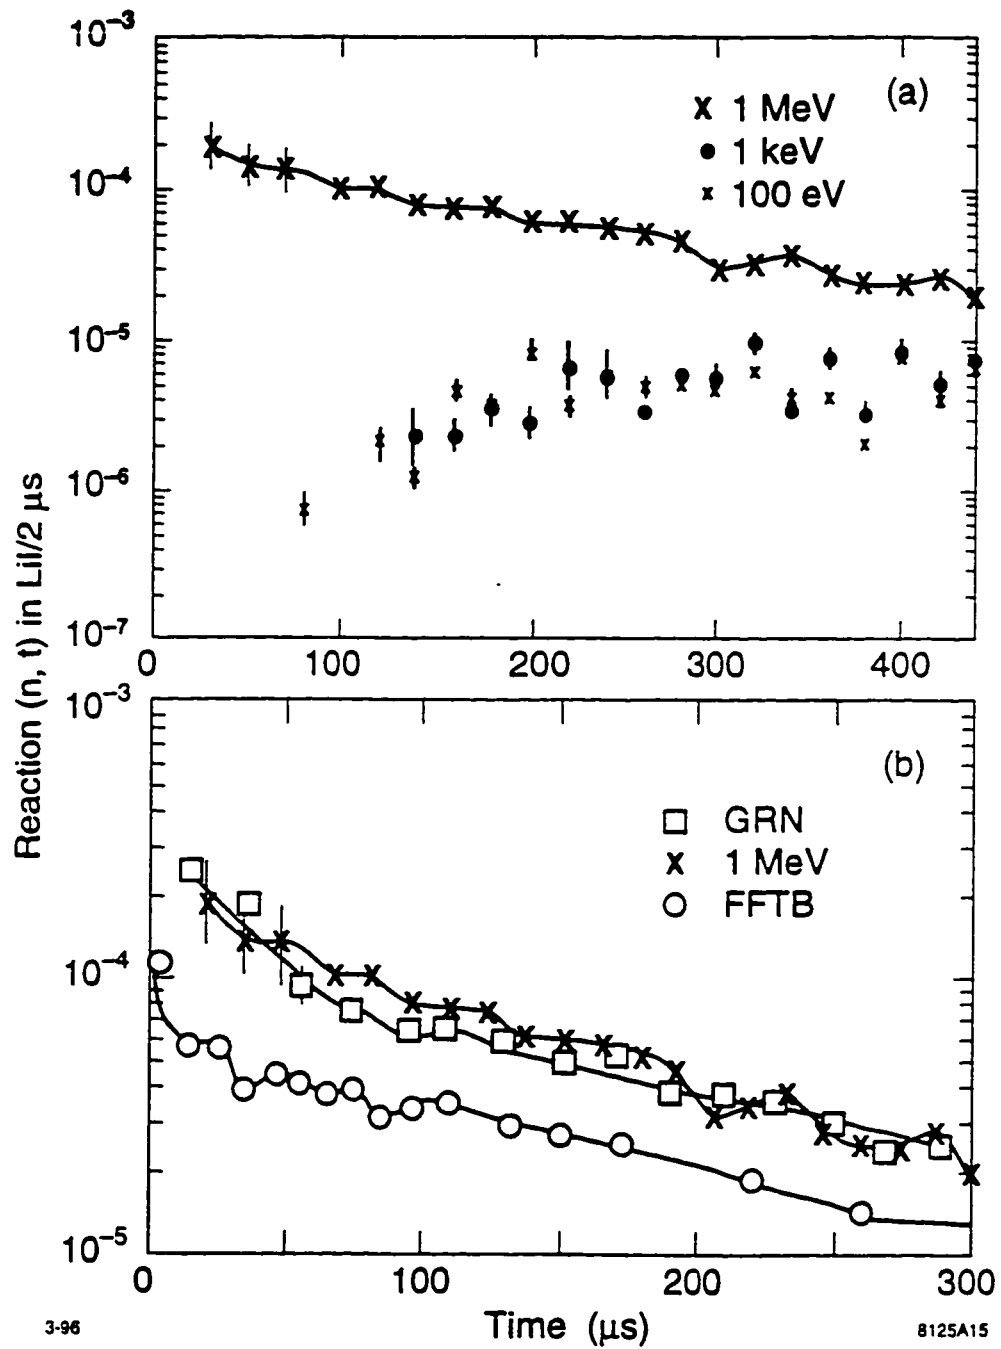 10⁻³
(a)
X 1 MeV
● 1 keV
x 100 eV
10⁻⁴
10⁻⁵
10⁻⁶
10⁻⁷
0 100 200 300 400
Reaction (n, t) in LiI/2 μs
10⁻³
(b)
□ GRN
X 1 MeV
○ FFTB
10⁻⁴
10⁻⁵
0 100 200 300
Time (μs)
3-96
8125A15